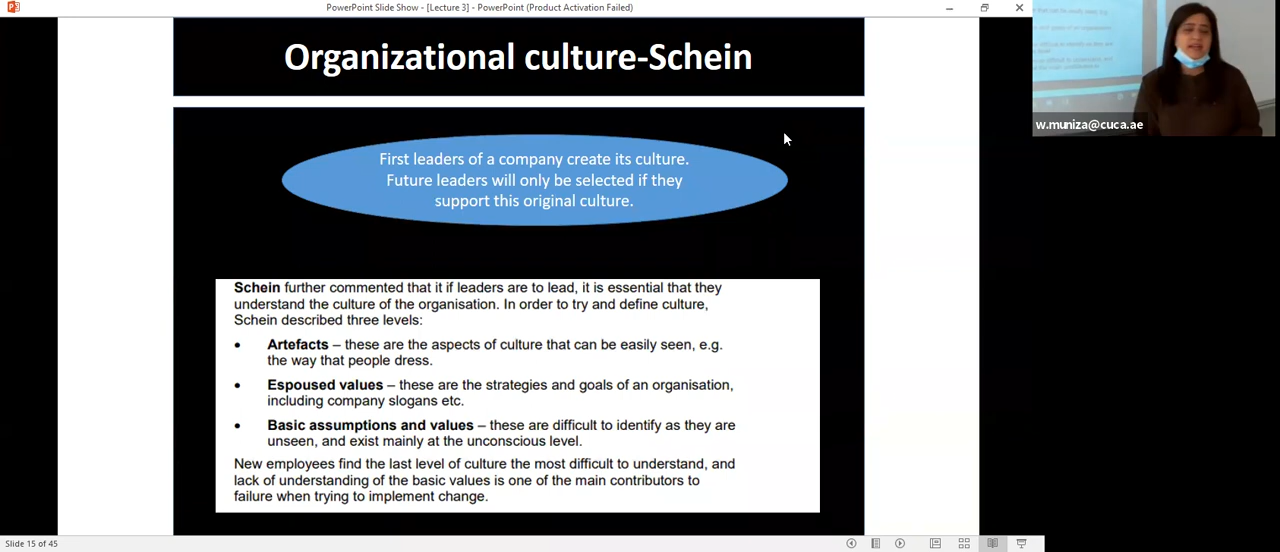 PowerPoint Slide Show - [Lecture 3] - PowerPoint (Product Activation Failed)
Organizational culture-Schein
First leaders of a company create its culture.
Future leaders will only be selected if they
support this original culture.
Schein further commented that it if leaders are to lead, it is essential that they
understand the culture of the organisation. In order to try and define culture,
Schein described three levels:
• Artefacts – these are the aspects of culture that can be easily seen, e.g.
the way that people dress.
• Espoused values – these are the strategies and goals of an organisation,
including company slogans etc.
• Basic assumptions and values – these are difficult to identify as they are
unseen, and exist mainly at the unconscious level.
New employees find the last level of culture the most difficult to understand, and
lack of understanding of the basic values is one of the main contributors to
failure when trying to implement change.
w.muniza@cuca.ae
Slide 15 of 45